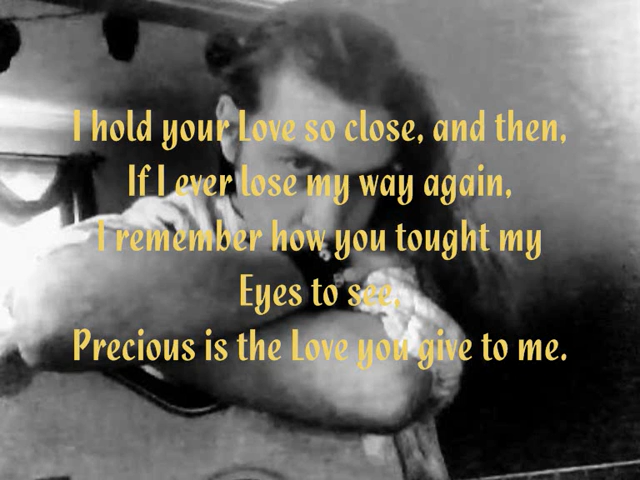 I hold your Love so close, and then,
If I ever lose my way again,
I remember how you tought my
Eyes to see.
Precious is the Love you give to me.